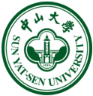 中山大學
SUN YAT-SEN UNIVERSITY